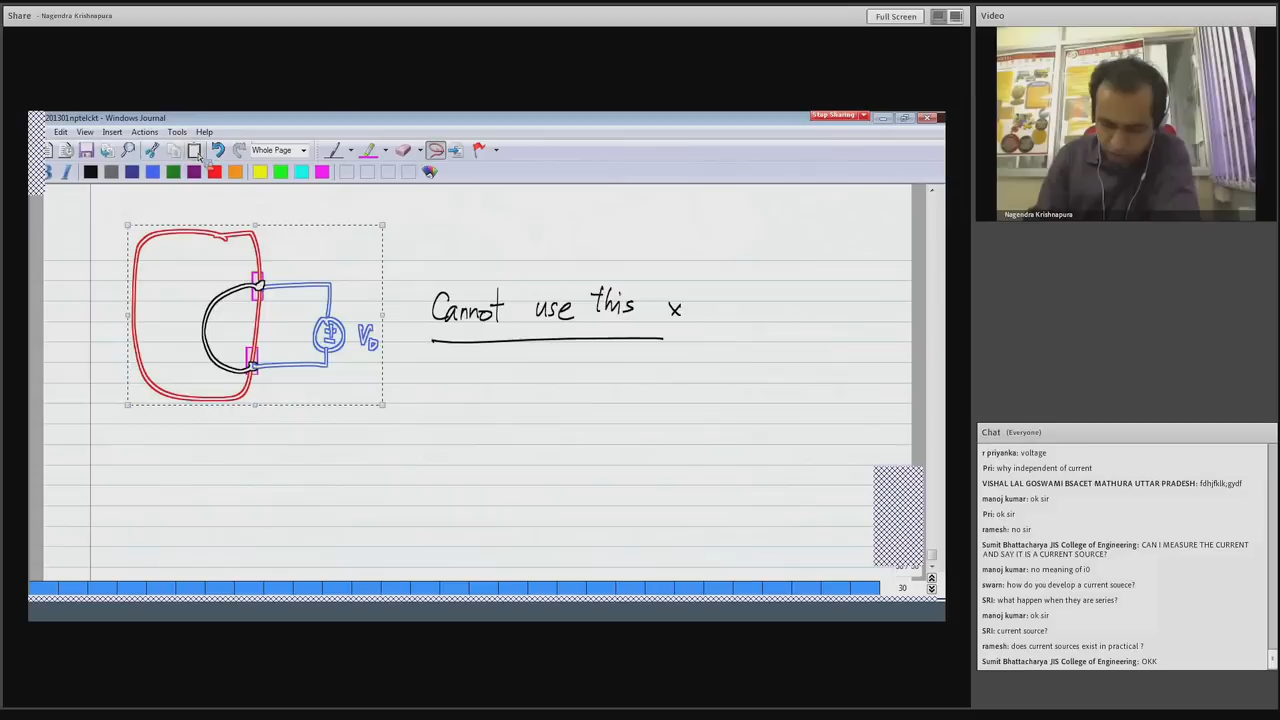 Share - Nagendra Krishnapura
Full Screen
Video
201301nptelckt - Windows Journal
Stop Sharing
Edit View Insert Actions Tools Help
Whole Page
Cannot use this x
V₀
Nagendra Krishnapura
30
Chat (Everyone)
r priyanka: voltage
Pri: why independent of current
VISHAL LAL GOSWAMI BSACET MATHURA UTTAR PRADESH: fdhjfklk;gydf
manoj kumar: ok sir
Pri: ok sir
ramesh: no sir
Sumit Bhattacharya JIS College of Engineering: CAN I MEASURE THE CURRENT
AND SAY IT IS A CURRENT SOURCE?
manoj kumar: no meaning of i0
swarn: how do you develop a current souece?
SRI: what happen when they are series?
manoj kumar: ok sir
SRI: current source?
ramesh: does current sources exist in practical ?
Sumit Bhattacharya JIS College of Engineering: OKK